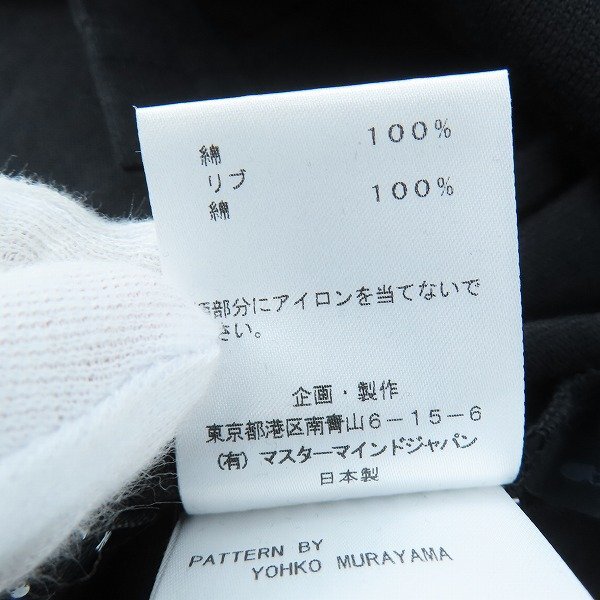 綿 100%
リブ
綿 100%
部分にアイロンを当てないで
さい。
企画・製作
東京都港区南青山6-15-6
(有) マスターマインドジャパン
日本製
PATTERN BY
YOHKO MURAYAMA